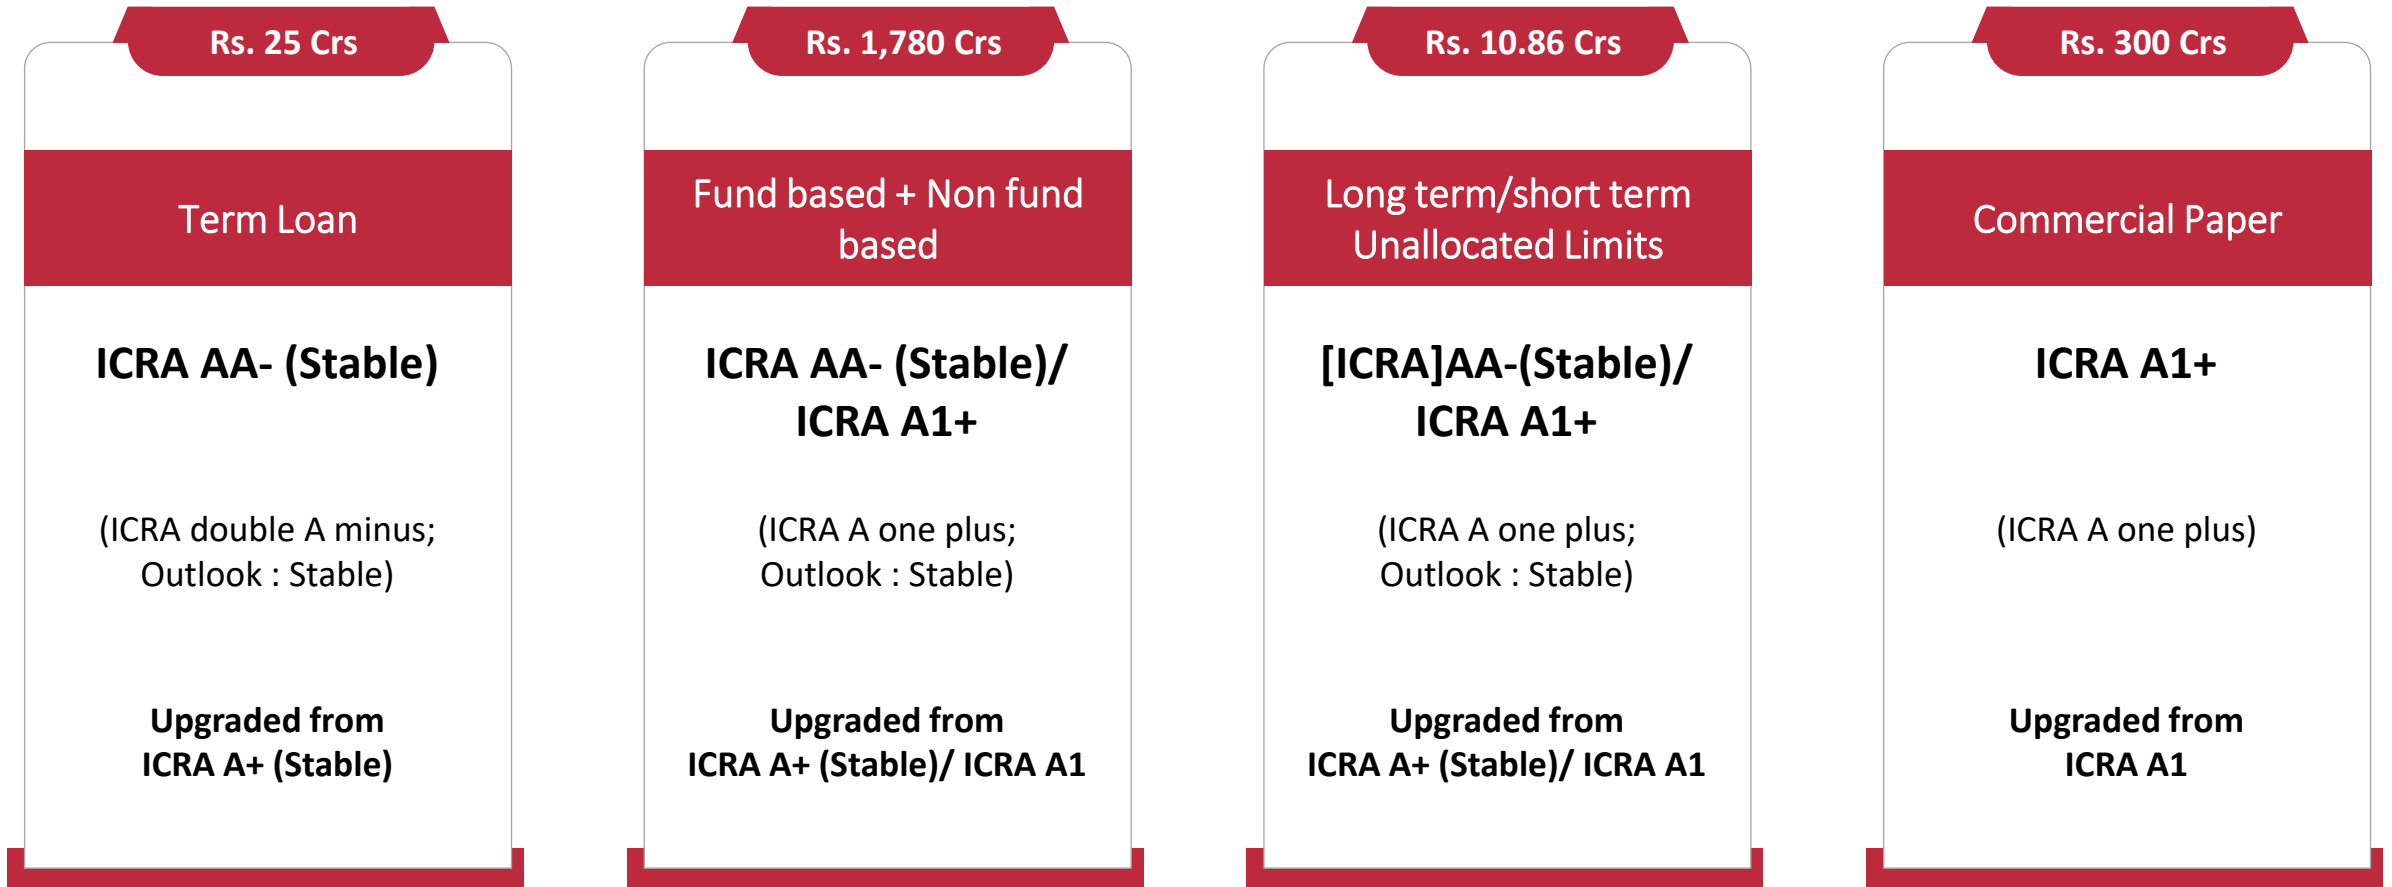 Rs. 25 Crs
Term Loan
ICRA AA- (Stable)
(ICRA double A minus;
Outlook : Stable)
Upgraded from
ICRA A+ (Stable)
Rs. 1,780 Crs
Fund based + Non fund
based
ICRA AA- (Stable)/
ICRA A1+
(ICRA A one plus;
Outlook : Stable)
Upgraded from
ICRA A+ (Stable)/ ICRA A1
Rs. 10.86 Crs
Long term/short term
Unallocated Limits
[ICRA]AA-(Stable)/
ICRA A1+
(ICRA A one plus;
Outlook : Stable)
Upgraded from
ICRA A+ (Stable)/ ICRA A1
Rs. 300 Crs
Commercial Paper
ICRA A1+
(ICRA A one plus)
Upgraded from
ICRA A1